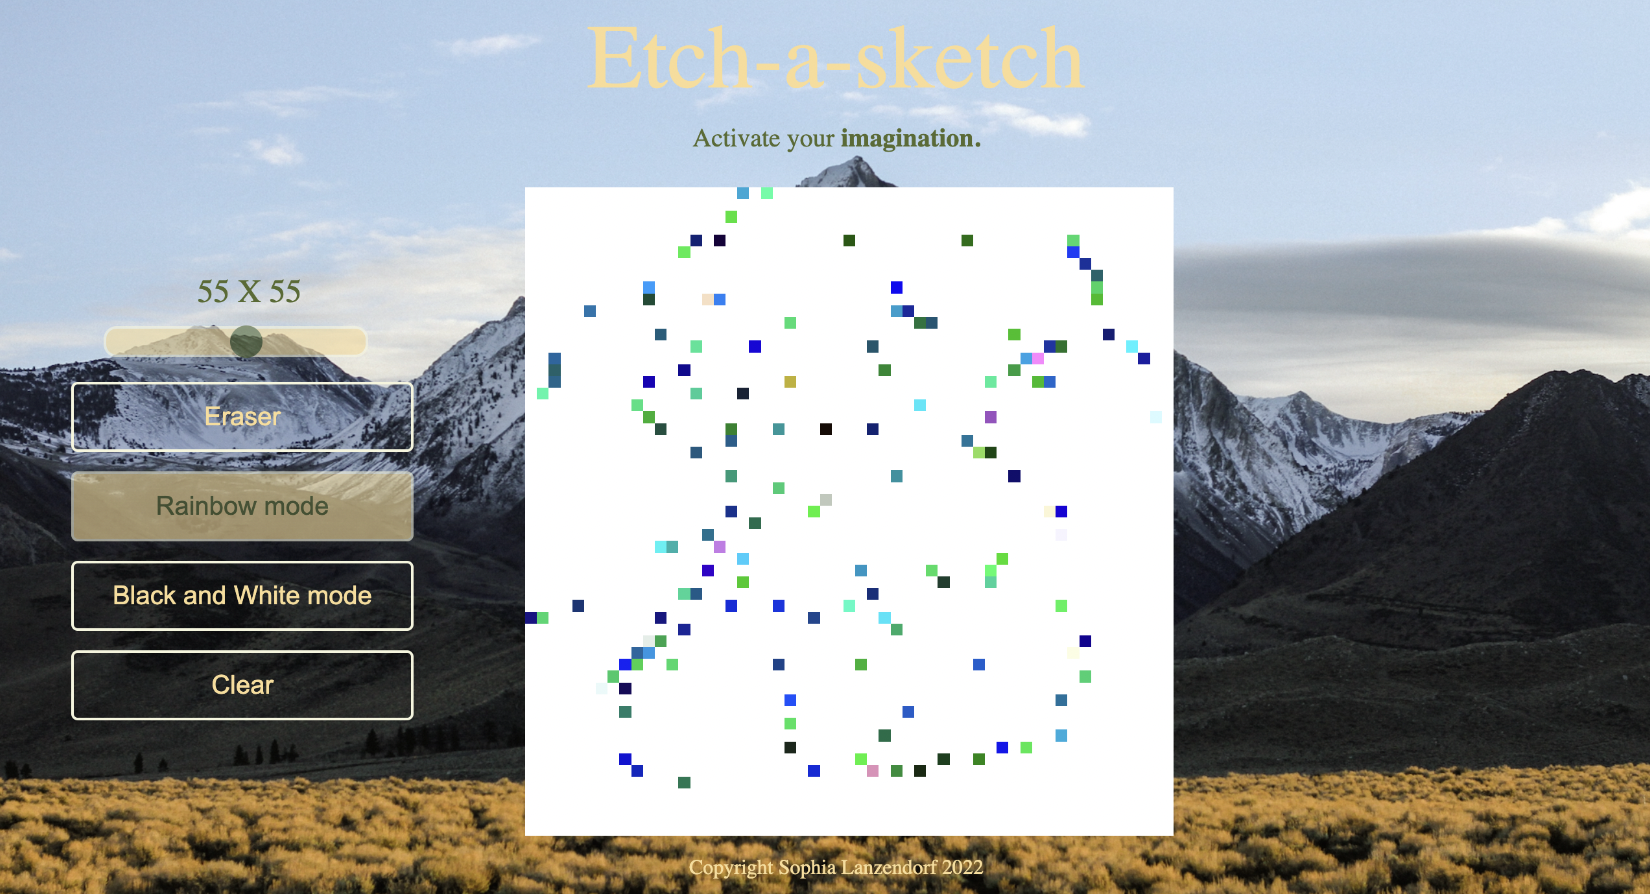 Etch-a-sketch
Activate your imagination.
55 X 55
Eraser
Rainbow mode
Black and White mode
Clear
Copyright Sophia Lanzendorf 2022